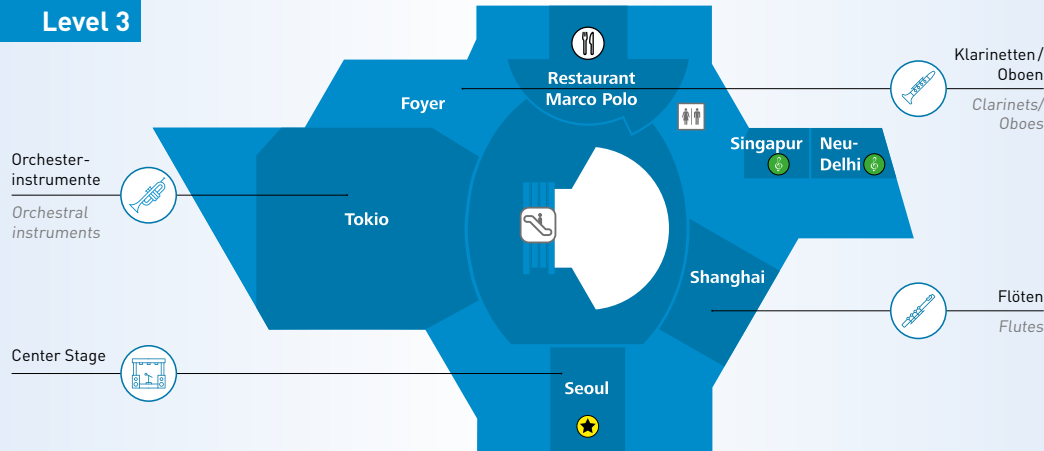 Level 3
Restaurant
Marco Polo
Foyer
Klarinetten/
Oboen
Clarinets/
Oboes
Singapur
Neu-
Delhi
Orchester-
instrumente
Orchestral
instruments
Tokio
Shanghai
Flöten
Flutes
Center Stage
Seoul